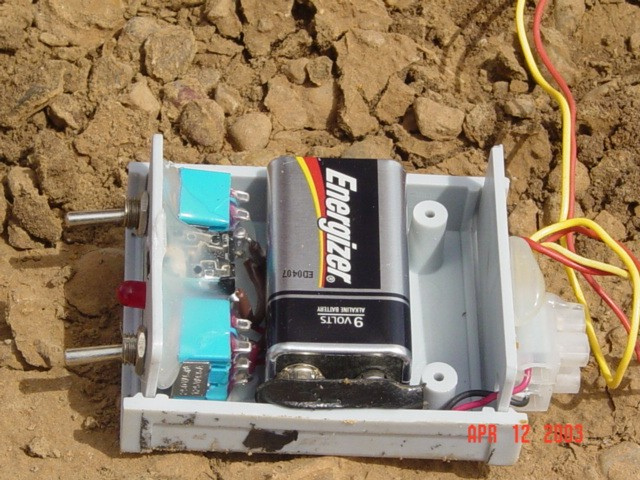 Energizer®
ED0407
9 VOLTS
ALKALINE BATTERY
APR 12 2003